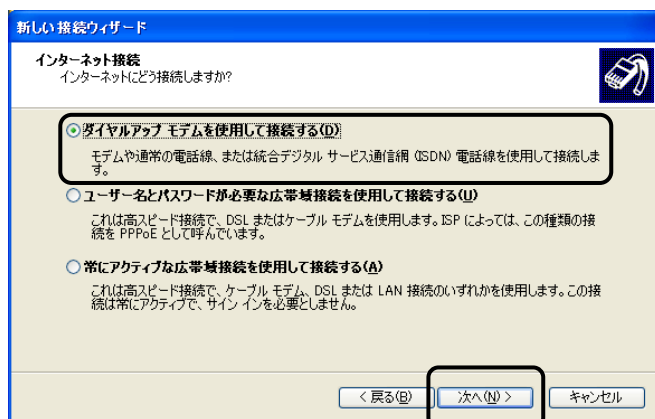 新しい接続ウィザード
インターネット接続
インターネットにどう接続しますか?
ダイヤルアップ モデムを使用して接続する(D)
モデムや通常の電話線、または統合デジタル サービス通信網 (ISDN) 電話線を使用して接続しま
す。
ユーザー名とパスワードが必要な広帯域接続を使用して接続する(U)
これは高スピード接続で、DSL またはケーブル モデムを使用します。ISP によっては、この種類の接
続を PPPoE として呼んでいます。
常にアクティブな広帯域接続を使用して接続する(A)
これは高スピード接続で、ケーブル モデム、DSL または LAN 接続のいずれかを使用します。この接
続は常にアクティブで、サイン インを必要としません。
< 戻る(B) 次へ(N) > キャンセル